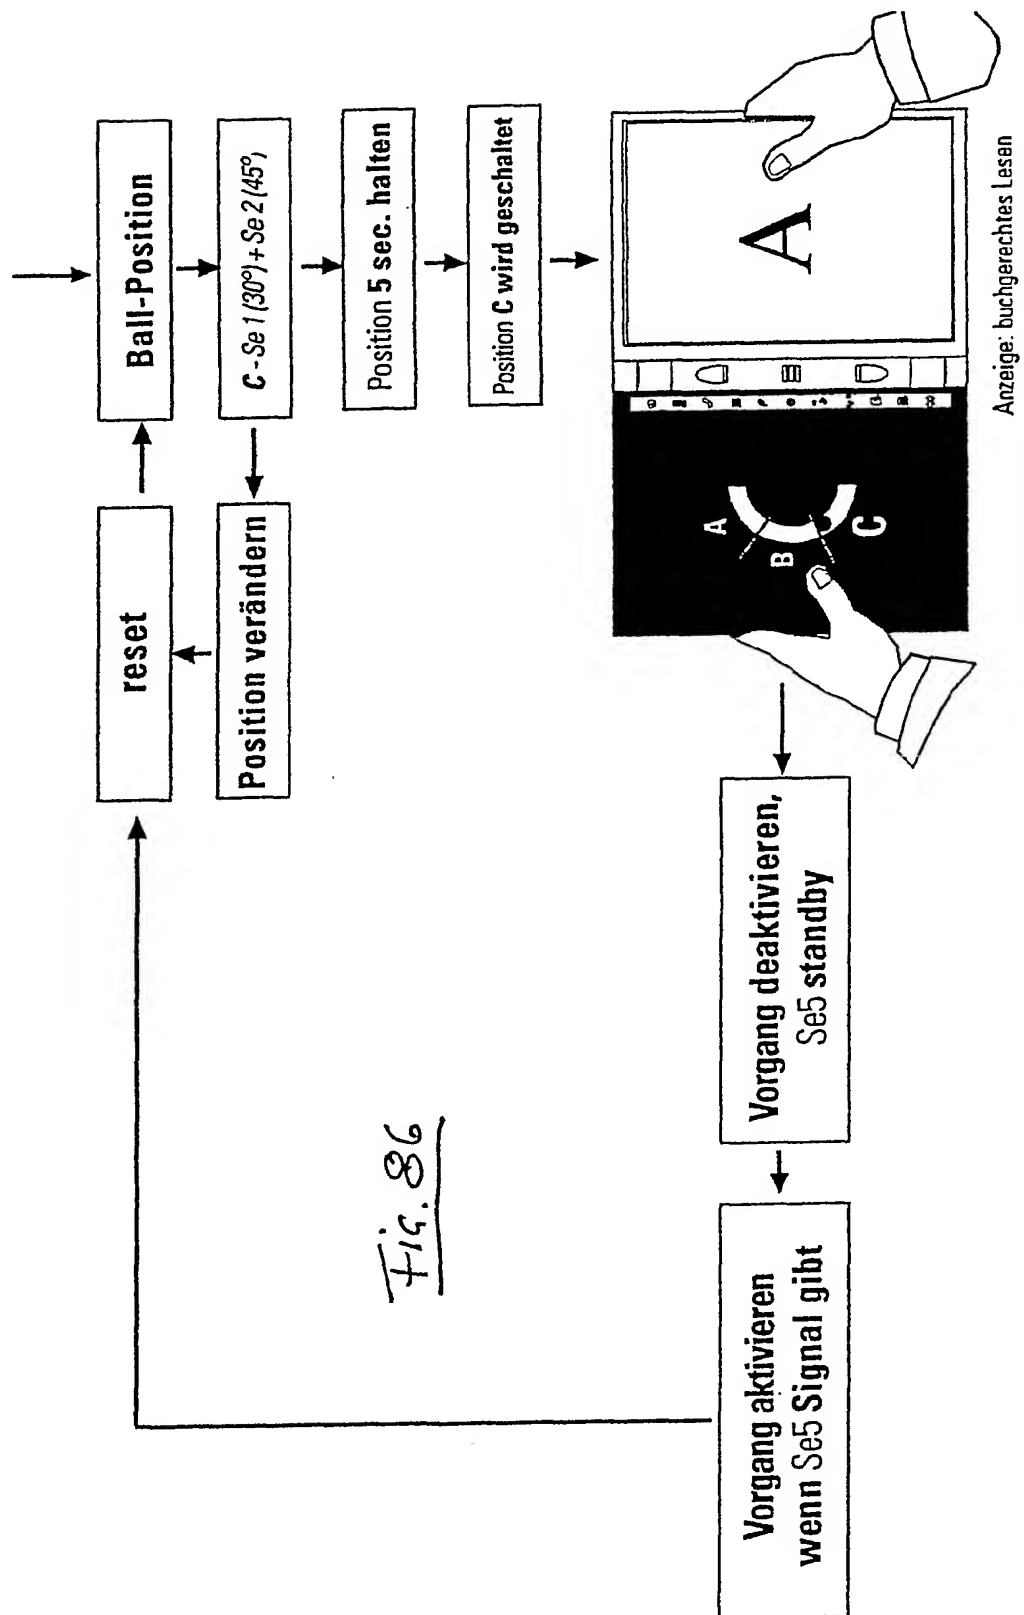 Ball-Position
C - Se 1 (30°) + Se 2 (45°)
Position 5 sec. halten
Position C wird geschaltet
reset
Position verändern
A
A
B
C
Anzeige: buchgerechtes Lesen
Vorgang deaktivieren,
Se5 standby
Vorgang aktivieren
wenn Se5 Signal gibt
Fig. 86